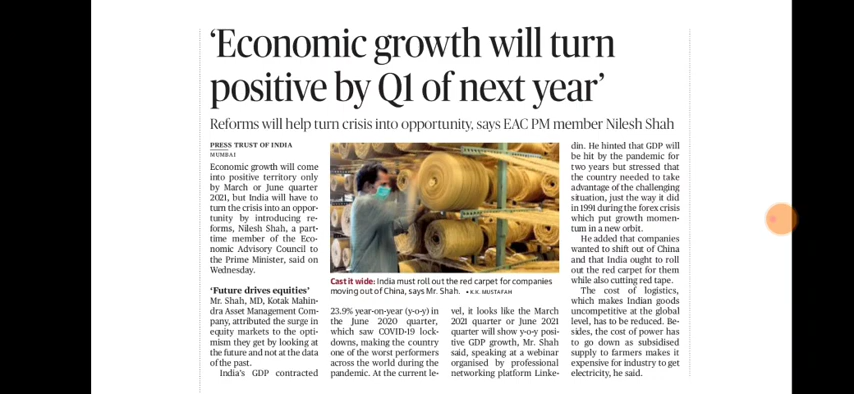 ‘Economic growth will turn
positive by Q1 of next year’
Reforms will help turn crisis into opportunity, says EAC PM member Nilesh Shah
PRESS TRUST OF INDIA
MUMBAI
Economic growth will come
into positive territory only
by March or June quarter
2021, but India will have to
turn the crisis into an oppor-
tunity by introducing re-
forms, Nilesh Shah, a part-
time member of the Eco-
nomic Advisory Council to
the Prime Minister, said on
Wednesday.
‘Future drives equities’
Mr. Shah, MD, Kotak Mahin-
dra Asset Management Com-
pany, attributed the surge in
equity markets to the opti-
mism they get by looking at
the future and not at the data
of the past.
India’s GDP contracted
Cast it wide: India must roll out the red carpet for companies
moving out of China, says Mr. Shah. •K.K. MUSTAFAH
23.9% year-on-year (y-o-y) in
the June 2020 quarter,
which saw COVID-19 lock-
downs, making the country
one of the worst performers
across the world during the
pandemic. At the current le-
vel, it looks like the March
2021 quarter or June 2021
quarter will show y-o-y posi-
tive GDP growth, Mr. Shah
said, speaking at a webinar
organised by professional
networking platform Linke-
din. He hinted that GDP will
be hit by the pandemic for
two years but stressed that
the country needed to take
advantage of the challenging
situation, just the way it did
in 1991 during the forex crisis
which put growth momen-
tum in a new orbit.
He added that companies
wanted to shift out of China
and that India ought to roll
out the red carpet for them
while also cutting red tape.
The cost of logistics,
which makes Indian goods
uncompetitive at the global
level, has to be reduced. Be-
sides, the cost of power has
to go down as subsidised
supply to farmers makes it
expensive for industry to get
electricity, he said.